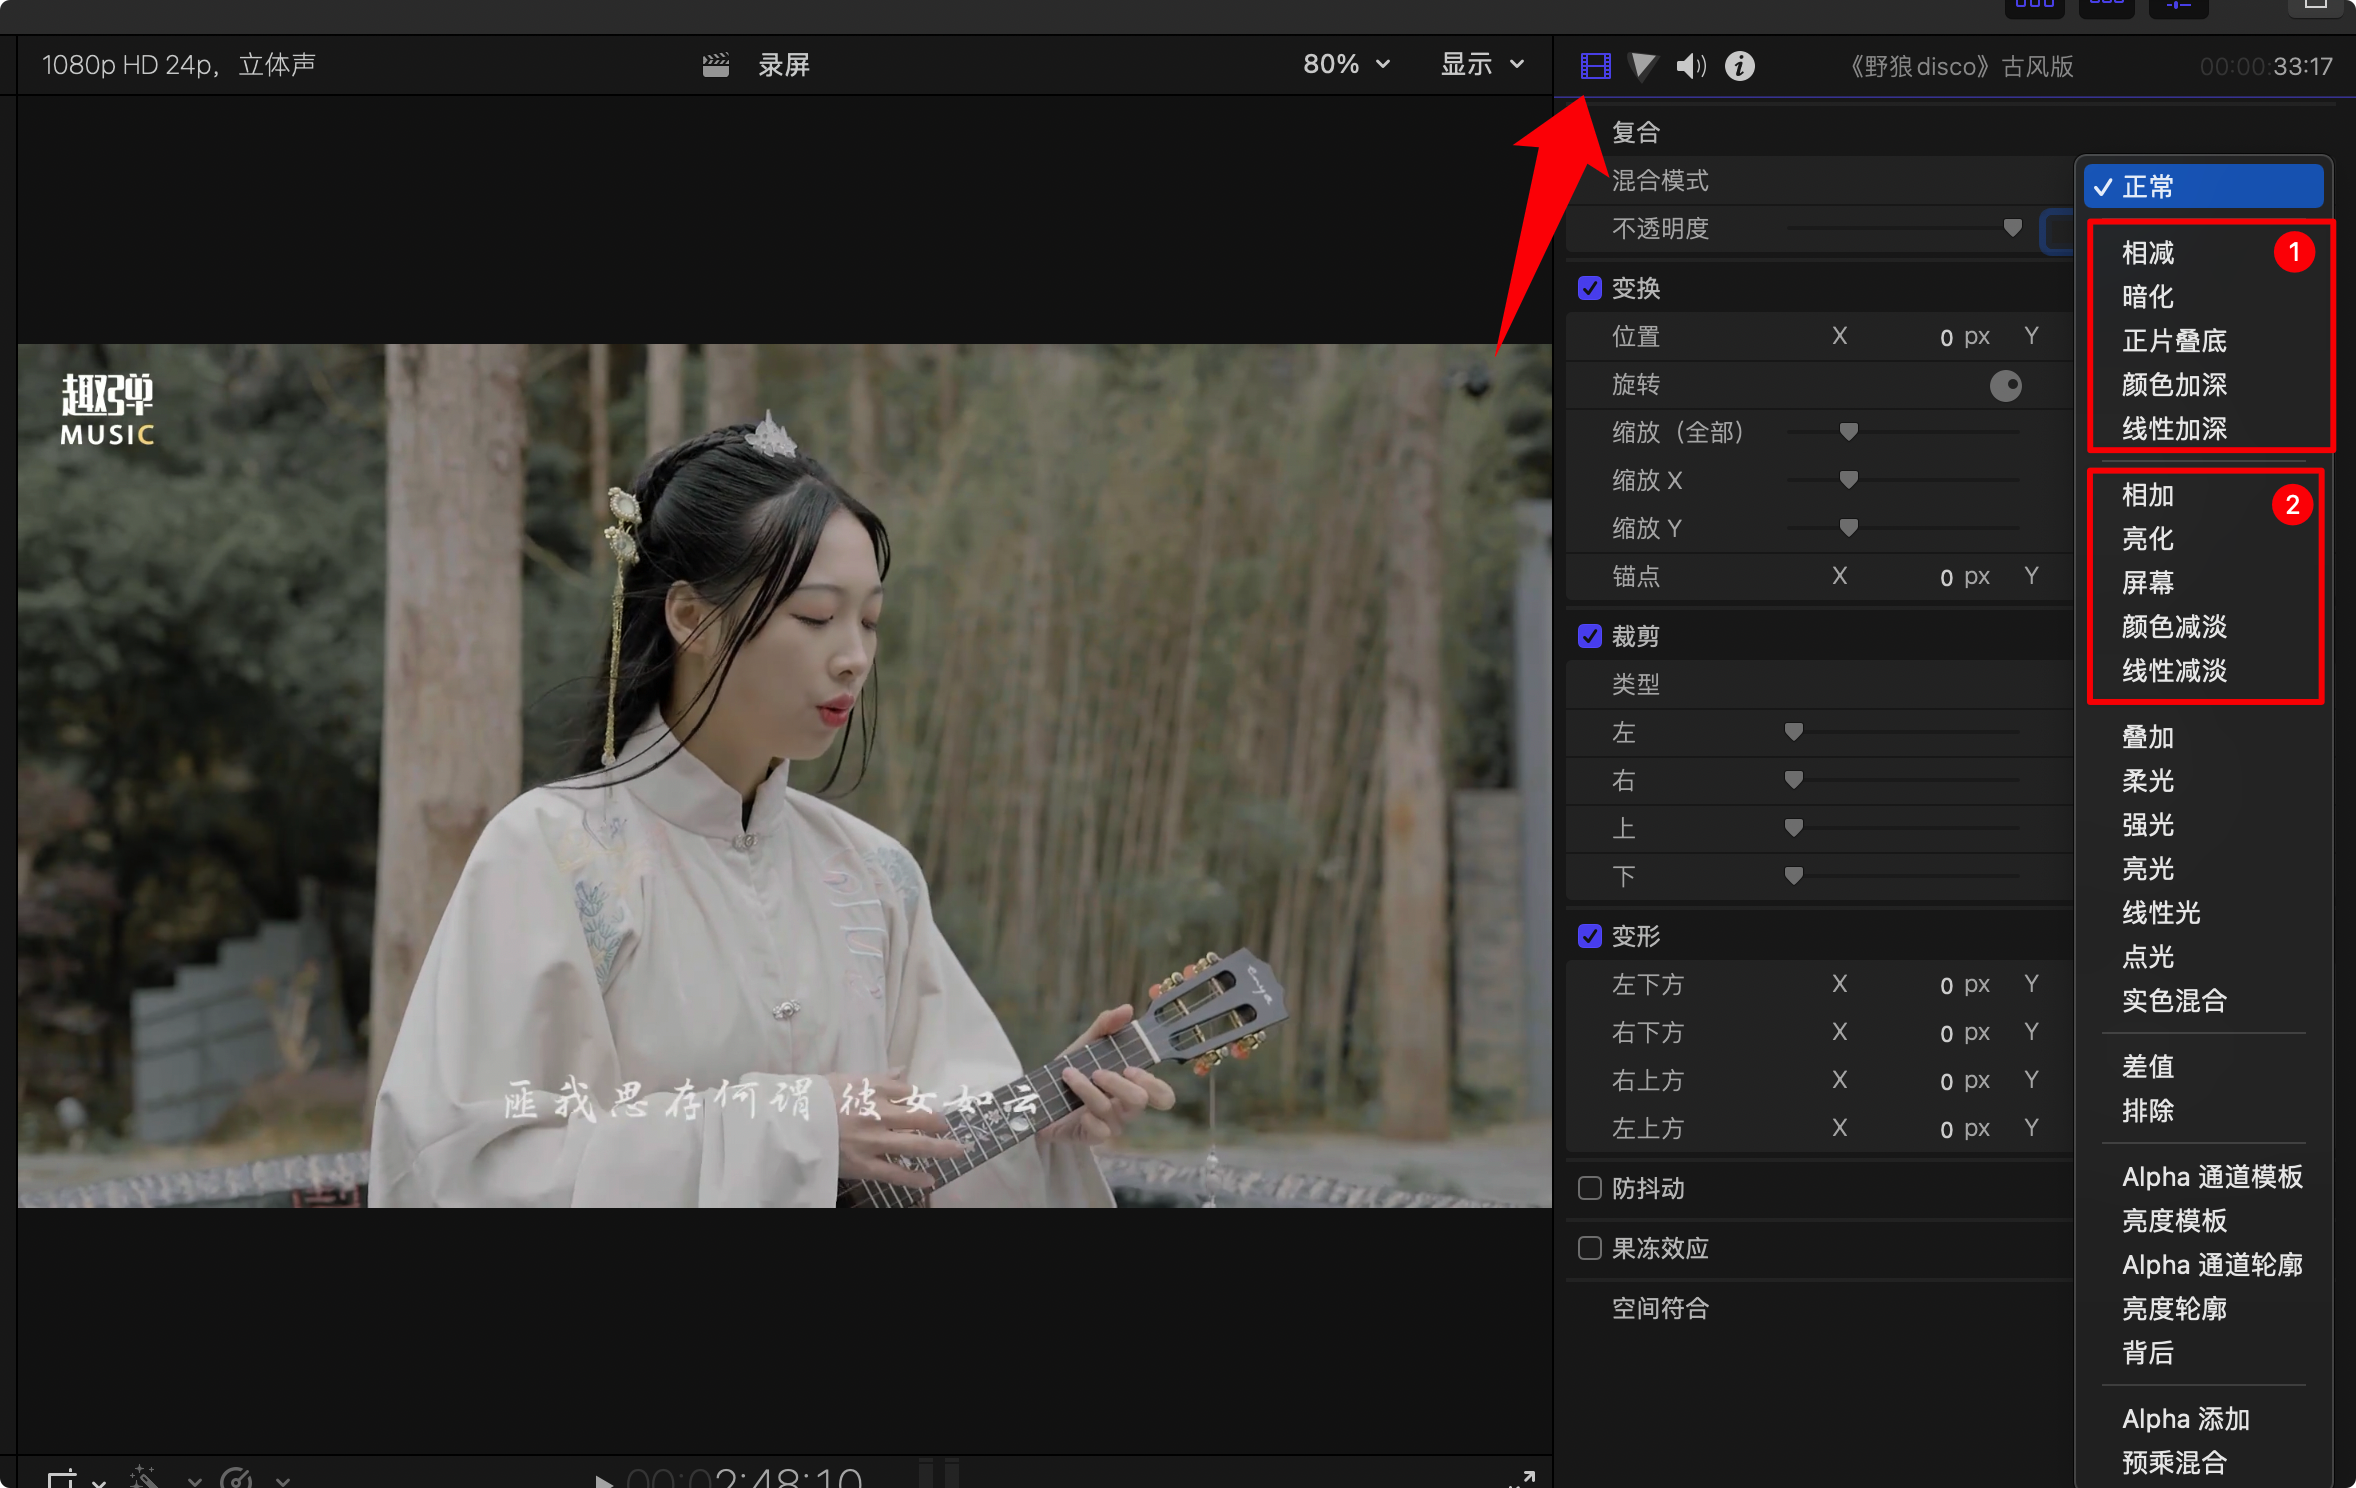 1080p HD 24p, 立体声
录屏
80%
显示
《野狼disco》古风版
00:00:33:17
复合
混合模式
不透明度
变换
位置 X 0 px Y
旋转
缩放（全部）
缩放 X
缩放 Y
锚点 X 0 px Y
裁剪
类型
左
右
上
下
变形
左下方 X 0 px Y
右下方 X 0 px Y
右上方 X 0 px Y
左上方 X 0 px Y
防抖动
果冻效应
空间符合
正常
相减
1
暗化
正片叠底
颜色加深
线性加深
相加
2
亮化
屏幕
颜色减淡
线性减淡
叠加
柔光
强光
亮光
线性光
点光
实色混合
差值
排除
Alpha 通道模板
亮度模板
Alpha 通道轮廓
亮度轮廓
背后
Alpha 添加
预乘混合
趣弹
MUSIC
enya
匪我思存何谓 彼女如云
00:02:48:10